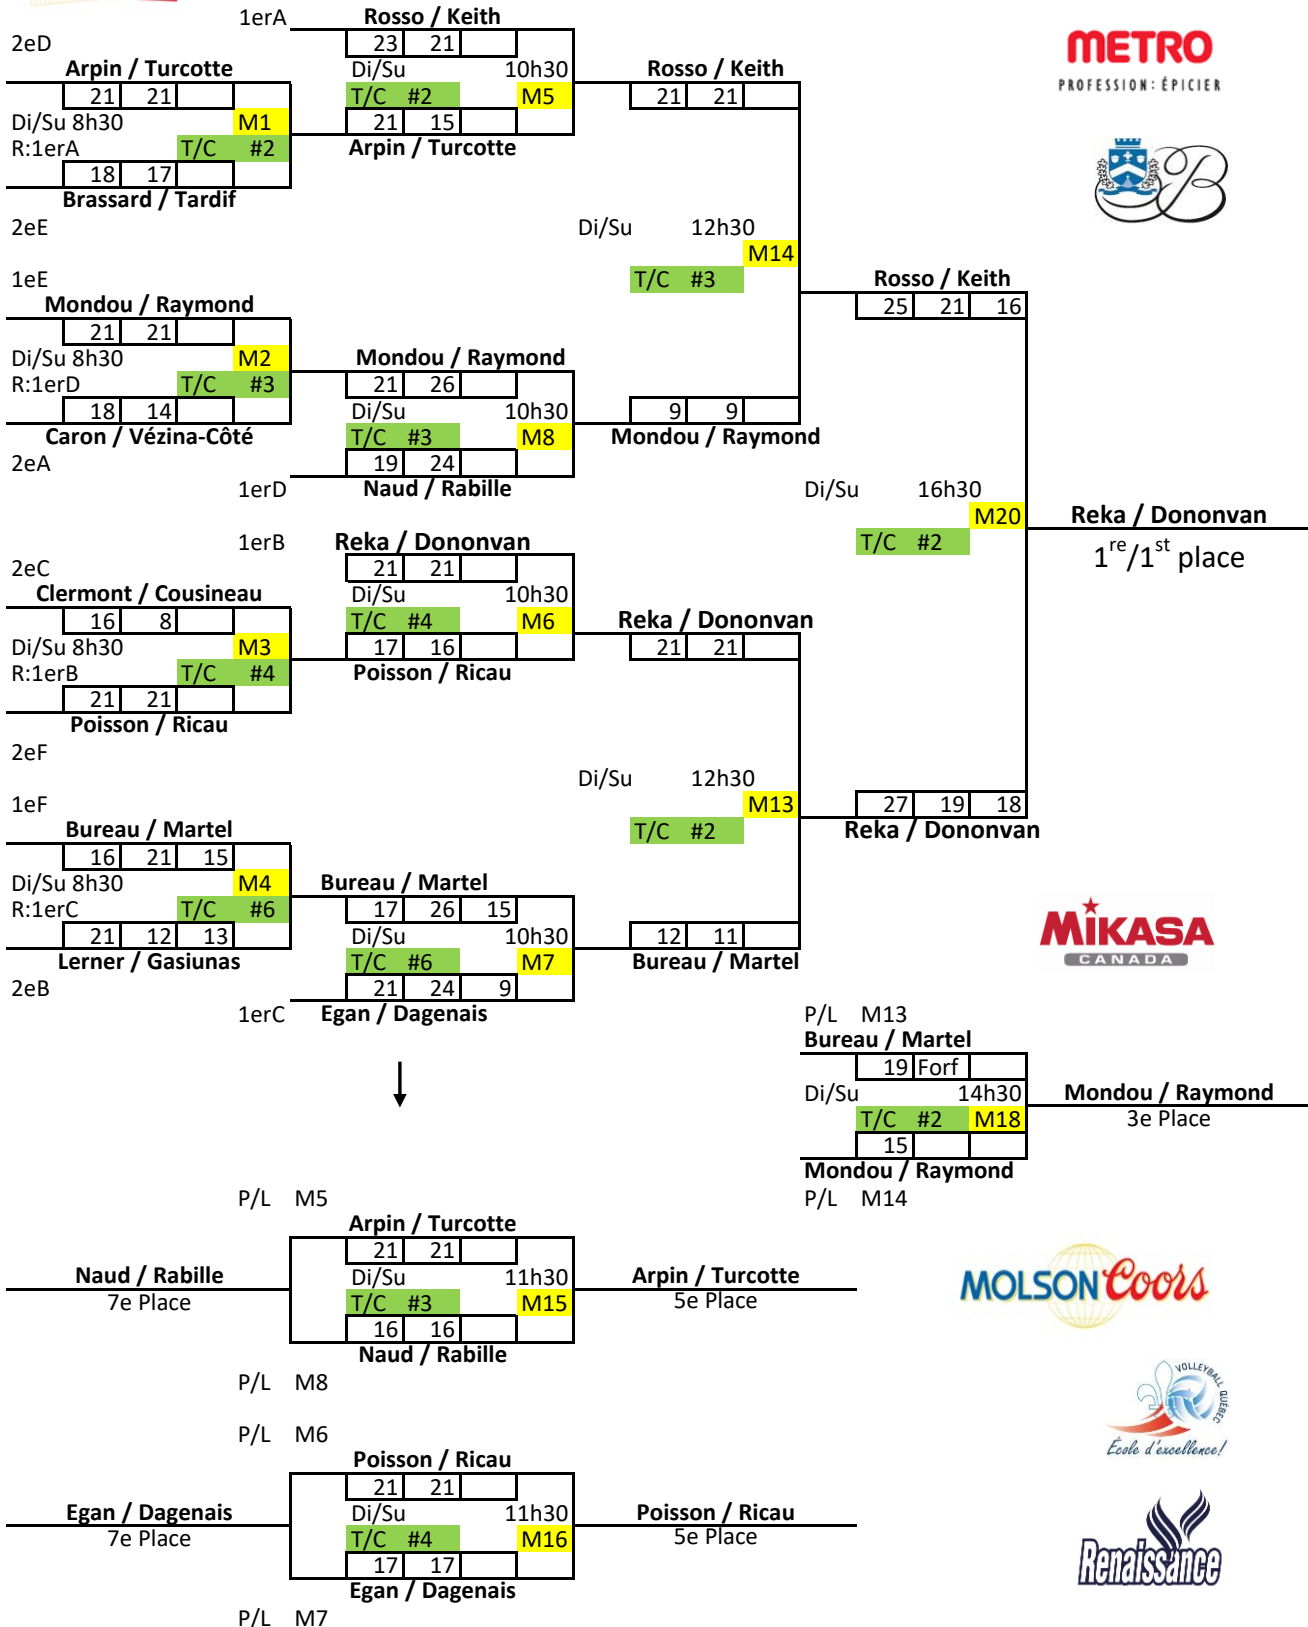 1erA Rosso / Keith
2eD 23 21
Arpin / Turcotte Di/Su 10h30 Rosso / Keith METRO
21 21 T/C #2 M5 21 21 PROFESSION: ÉPICIER
Di/Su 8h30 M1 21 15
R:1erA T/C #2 Arpin / Turcotte
18 17
Brassard / Tardif
2eE Di/Su 12h30
M14
1eE T/C #3 Rosso / Keith
Mondou / Raymond 25 21 16
21 21
Di/Su 8h30 M2 Mondou / Raymond
R:1erD T/C #3 21 26
18 14 Di/Su 10h30 9 9
Caron / Vézina-Côté T/C #3 M8 Mondou / Raymond
2eA 19 24
1erD Naud / Rabille Di/Su 16h30
M20 Reka / Dononvan
1erB Reka / Dononvan T/C #2 1re/1st place
2eC 21 21
Clermont / Cousineau Di/Su 10h30
16 8 T/C #4 M6 Reka / Dononvan
Di/Su 8h30 M3 17 16 21 21
R:1erB T/C #4 Poisson / Ricau
21 21
Poisson / Ricau
2eF
Di/Su 12h30
1eF M13 27 19 18
Bureau / Martel T/C #2 Reka / Dononvan
16 21 15
Di/Su 8h30 M4 Bureau / Martel
R:1erC T/C #6 17 26 15
21 12 13 Di/Su 10h30 12 11 MIKASA
Lerner / Gasiunas T/C #6 M7 Bureau / Martel CANADA
2eB 21 24 9
1erC Egan / Dagenais P/L M13
Bureau / Martel
19 Forf
Di/Su 14h30 Mondou / Raymond
T/C #2 M18 3e Place
15
Mondou / Raymond
P/L M5 P/L M14
Arpin / Turcotte
21 21
Naud / Rabille Di/Su 11h30 Arpin / Turcotte MOLSON Coors
7e Place T/C #3 M15 5e Place
16 16
Naud / Rabille
P/L M8
VOLLEYBALL QUÉBEC
P/L M6 École d'excellence!
Poisson / Ricau
21 21
Egan / Dagenais Di/Su 11h30 Poisson / Ricau
7e Place T/C #4 M16 5e Place Renaissance
17 17
Egan / Dagenais
P/L M7